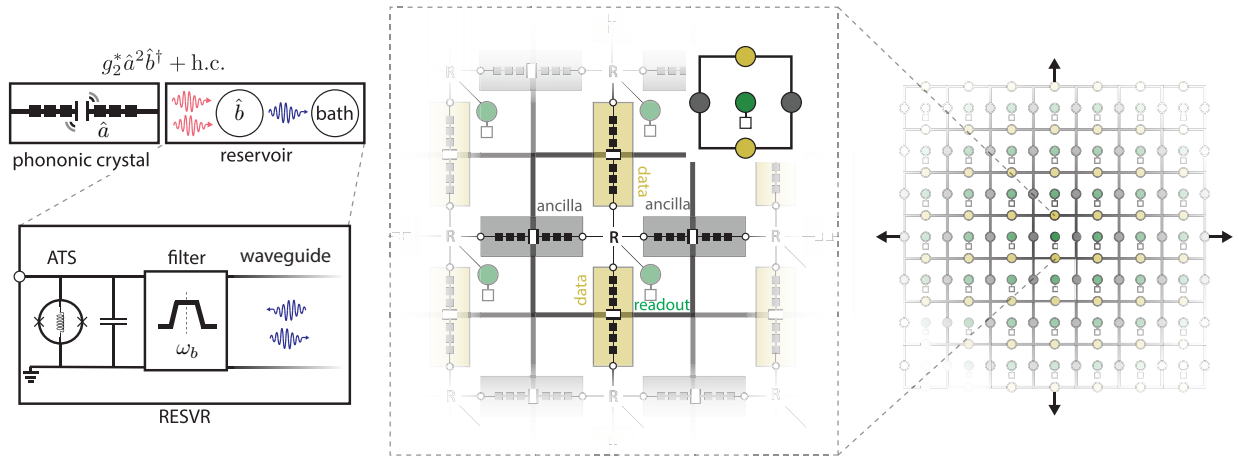 g₂*â²b̂† + h.c.
â
b̂
bath
phononic crystal
reservoir
ATS
filter
waveguide
ω_b
RESVR
R
R
R
data
ancilla
ancilla
R
R
R
data
readout
R
R
R